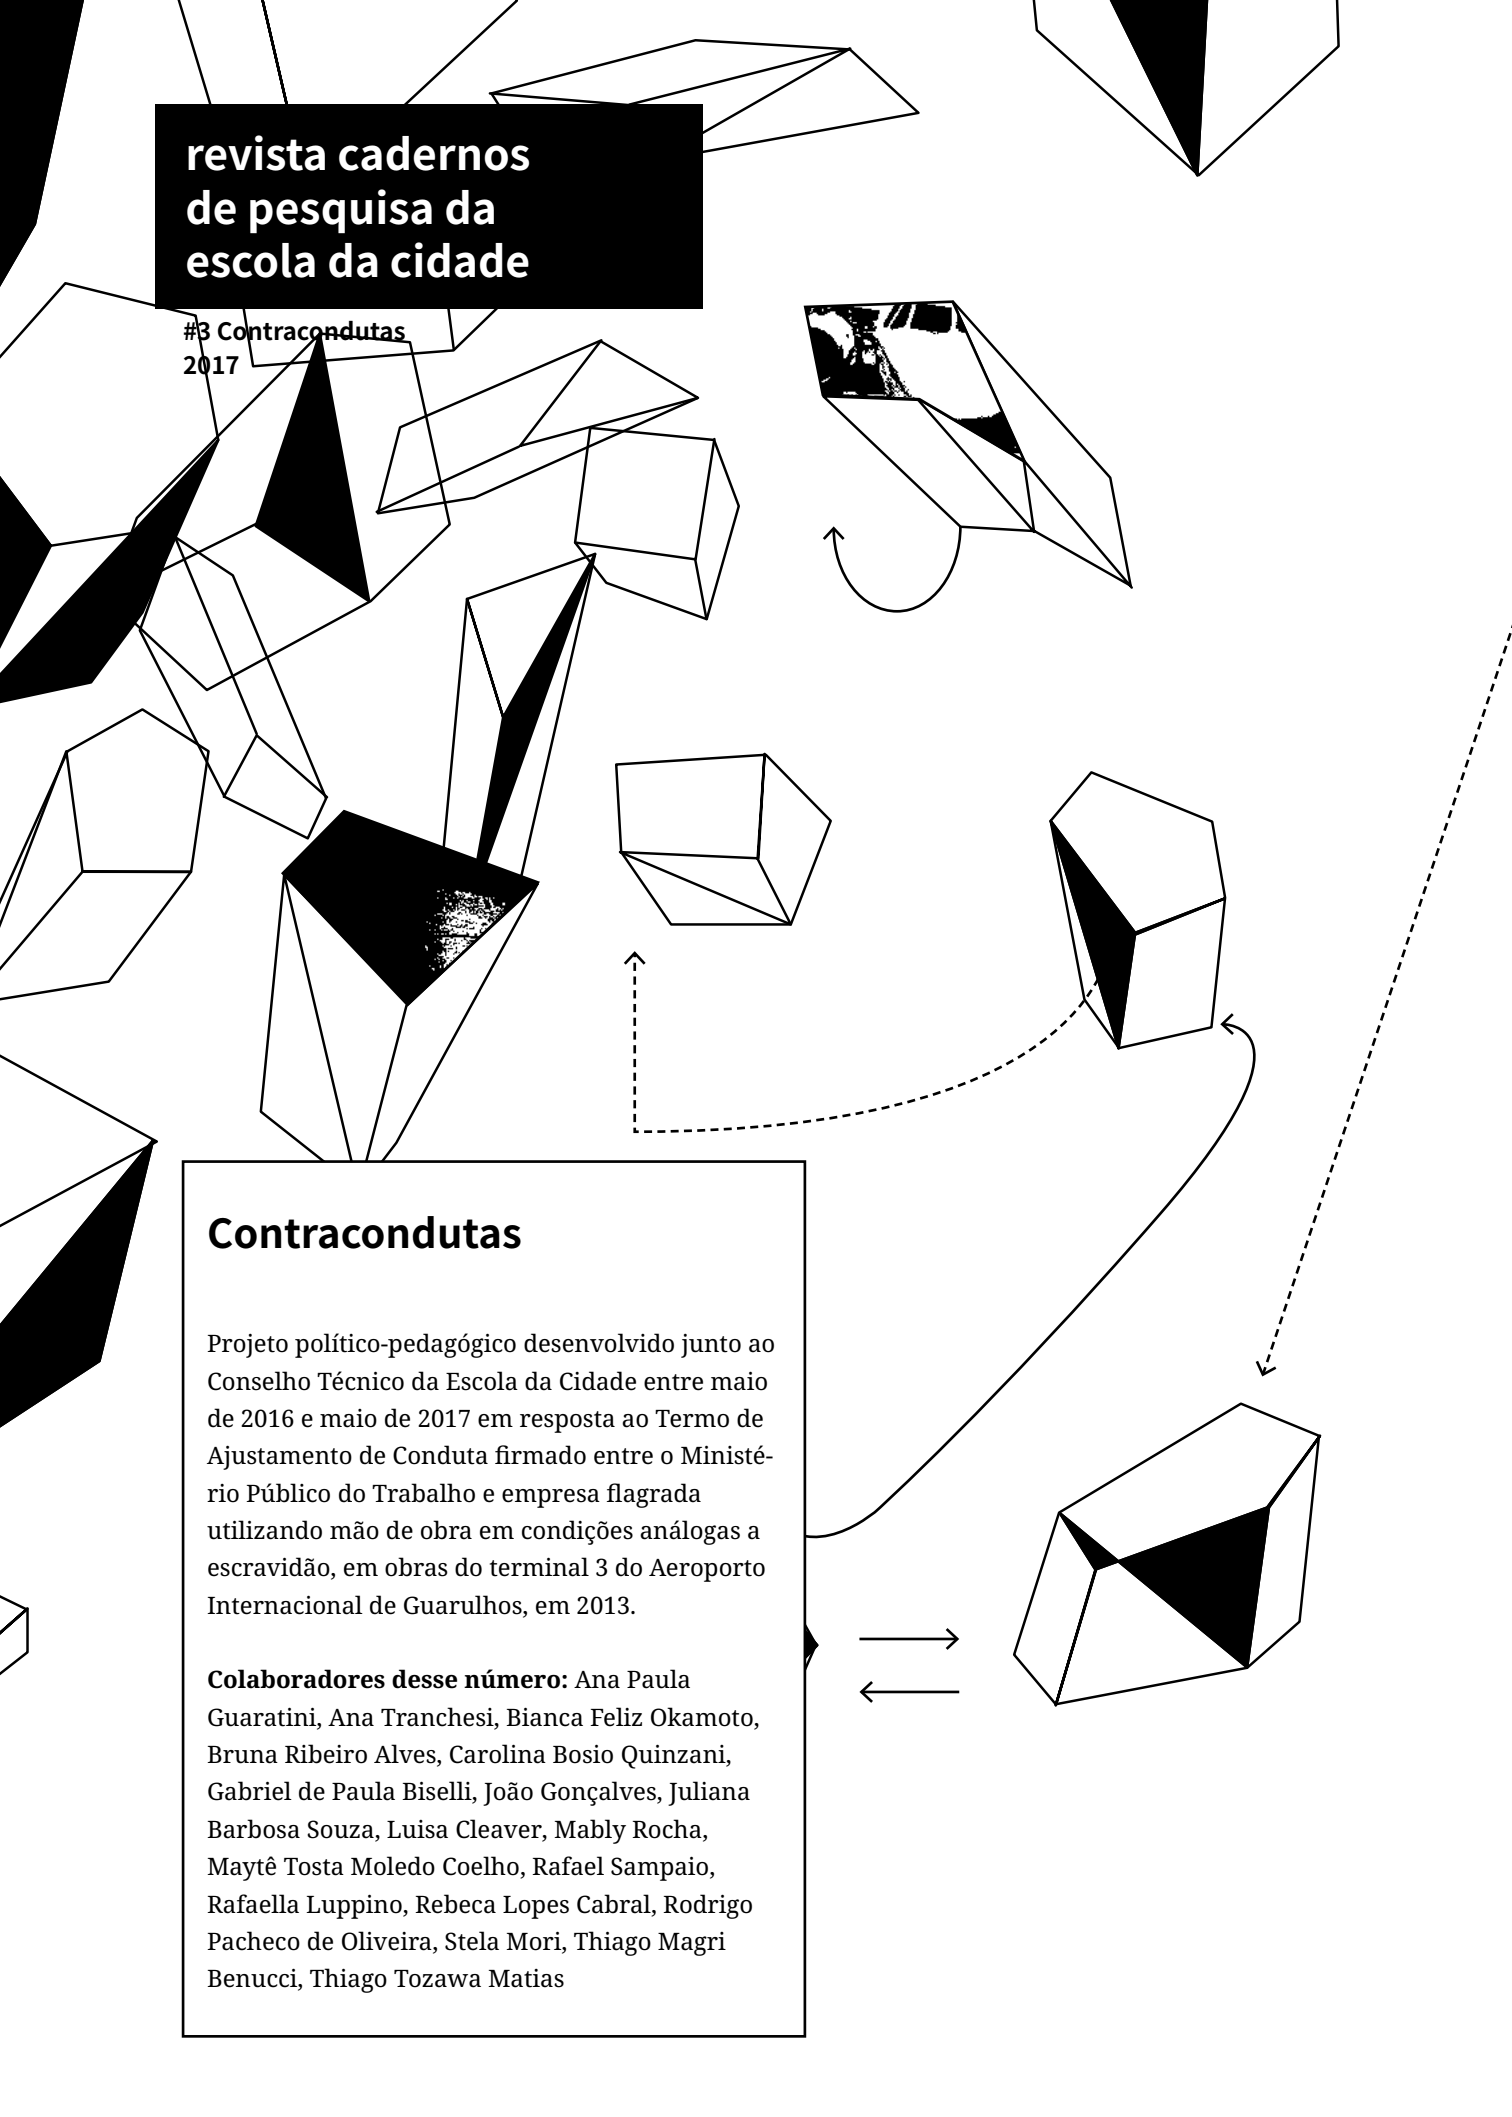 revista cadernos
de pesquisa da
escola da cidade
#3 Contracondutas
2017
Contracondutas
Projeto político-pedagógico desenvolvido junto ao
Conselho Técnico da Escola da Cidade entre maio
de 2016 e maio de 2017 em resposta ao Termo de
Ajustamento de Conduta firmado entre o Ministé-
rio Público do Trabalho e empresa flagrada
utilizando mão de obra em condições análogas a
escravidão, em obras do terminal 3 do Aeroporto
Internacional de Guarulhos, em 2013.
Colaboradores desse número: Ana Paula
Guaratini, Ana Tranchesi, Bianca Feliz Okamoto,
Bruna Ribeiro Alves, Carolina Bosio Quinzani,
Gabriel de Paula Biselli, João Gonçalves, Juliana
Barbosa Souza, Luisa Cleaver, Mably Rocha,
Maytê Tosta Moledo Coelho, Rafael Sampaio,
Rafaella Luppino, Rebeca Lopes Cabral, Rodrigo
Pacheco de Oliveira, Stela Mori, Thiago Magri
Benucci, Thiago Tozawa Matias